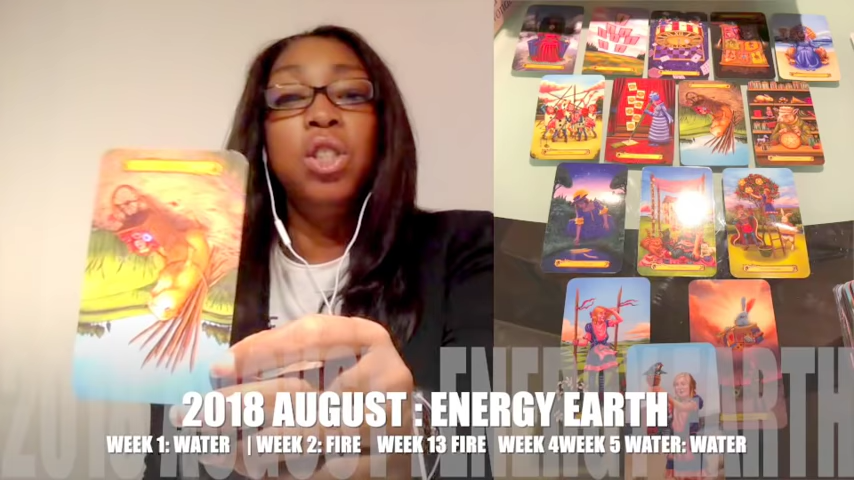 2018 AUGUST : ENERGY EARTH
WEEK 1: WATER | WEEK 2: FIRE WEEK 13 FIRE WEEK 4WEEK 5 WATER: WATER